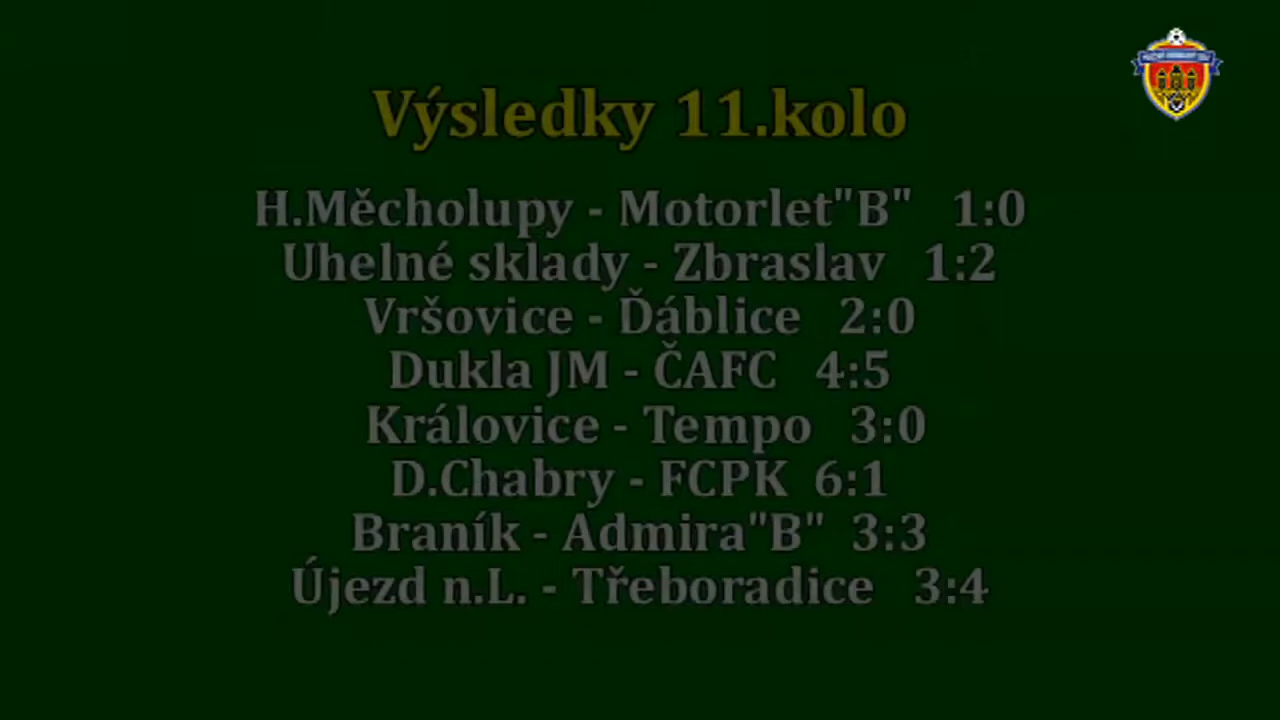 Výsledky 11.kolo
H.Měcholupy - Motorlet"B" 1:0
Uhelné sklady - Zbraslav 1:2
Vršovice - Ďáblice 2:0
Dukla JM - ČAFC 4:5
Královice - Tempo 3:0
D.Chabry - FCPK 6:1
Braník - Admira"B" 3:3
Újezd n.L. - Třeboradice 3:4